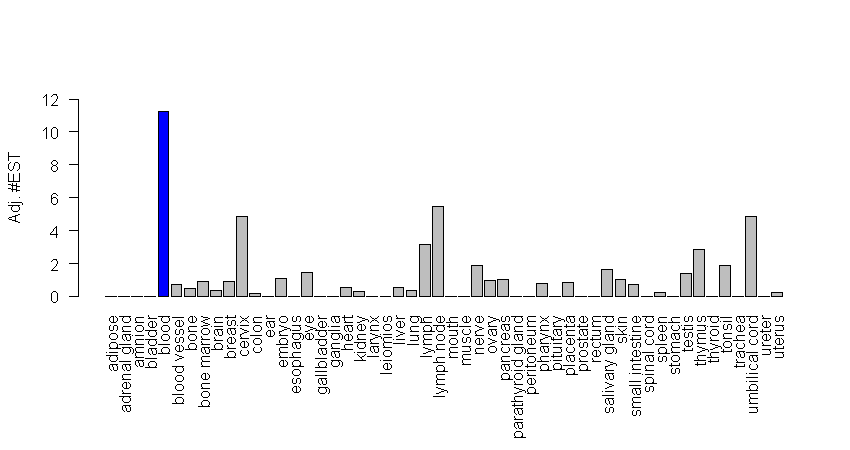 Adj. #EST
12
10
8
6
4
2
0
adipose
adrenal gland
amnion
bladder
blood
blood vessel
bone
bone marrow
brain
breast
cervix
colon
ear
embryo
esophagus
eye
gallbladder
ganglia
heart
kidney
larynx
leiomios
liver
lung
lymph
lymph node
mouth
muscle
nerve
ovary
pancreas
parathyroid gland
peritoneum
pharynx
pituitary
placenta
prostate
rectum
salivary gland
skin
small intestine
spinal cord
spleen
stomach
testis
thymus
thyroid
tonsil
trachea
umbilical cord
ureter
uterus